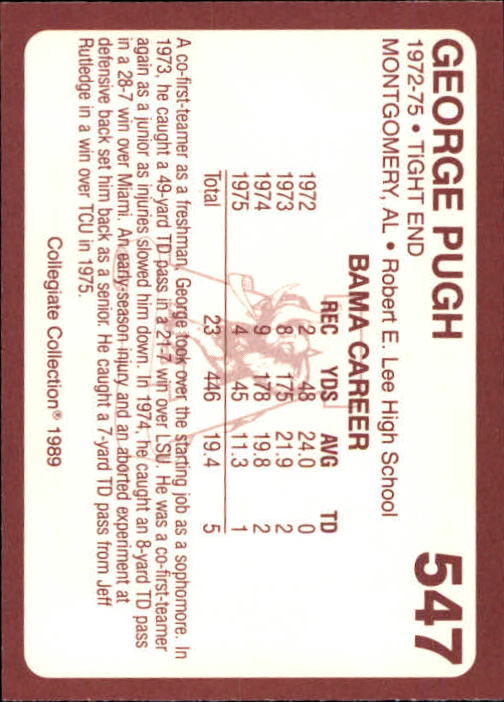 GEORGE PUGH 547
1972-75 • TIGHT END
MONTGOMERY, AL • Robert E. Lee High School
BAMA CAREER
REC YDS AVG TD
1972 2 48 24.0 0
1973 8 175 21.9 2
1974 9 178 19.8 2
1975 4 45 11.3 1
Total 23 446 19.4 5
A co-first-teamer as a freshman, George took over the starting job as a sophomore. In
1973, he caught a 49-yard TD pass in a 21-7 win over LSU. He was a co-first-teamer
again as a junior as injuries slowed him down. In 1974, he caught an 8-yard TD pass
in a 28-7 win over Miami. An early-season injury and an aborted experiment at
defensive back set him back as a senior. He caught a 7-yard TD pass from Jeff
Rutledge in a win over TCU in 1975.
Collegiate Collection® 1989